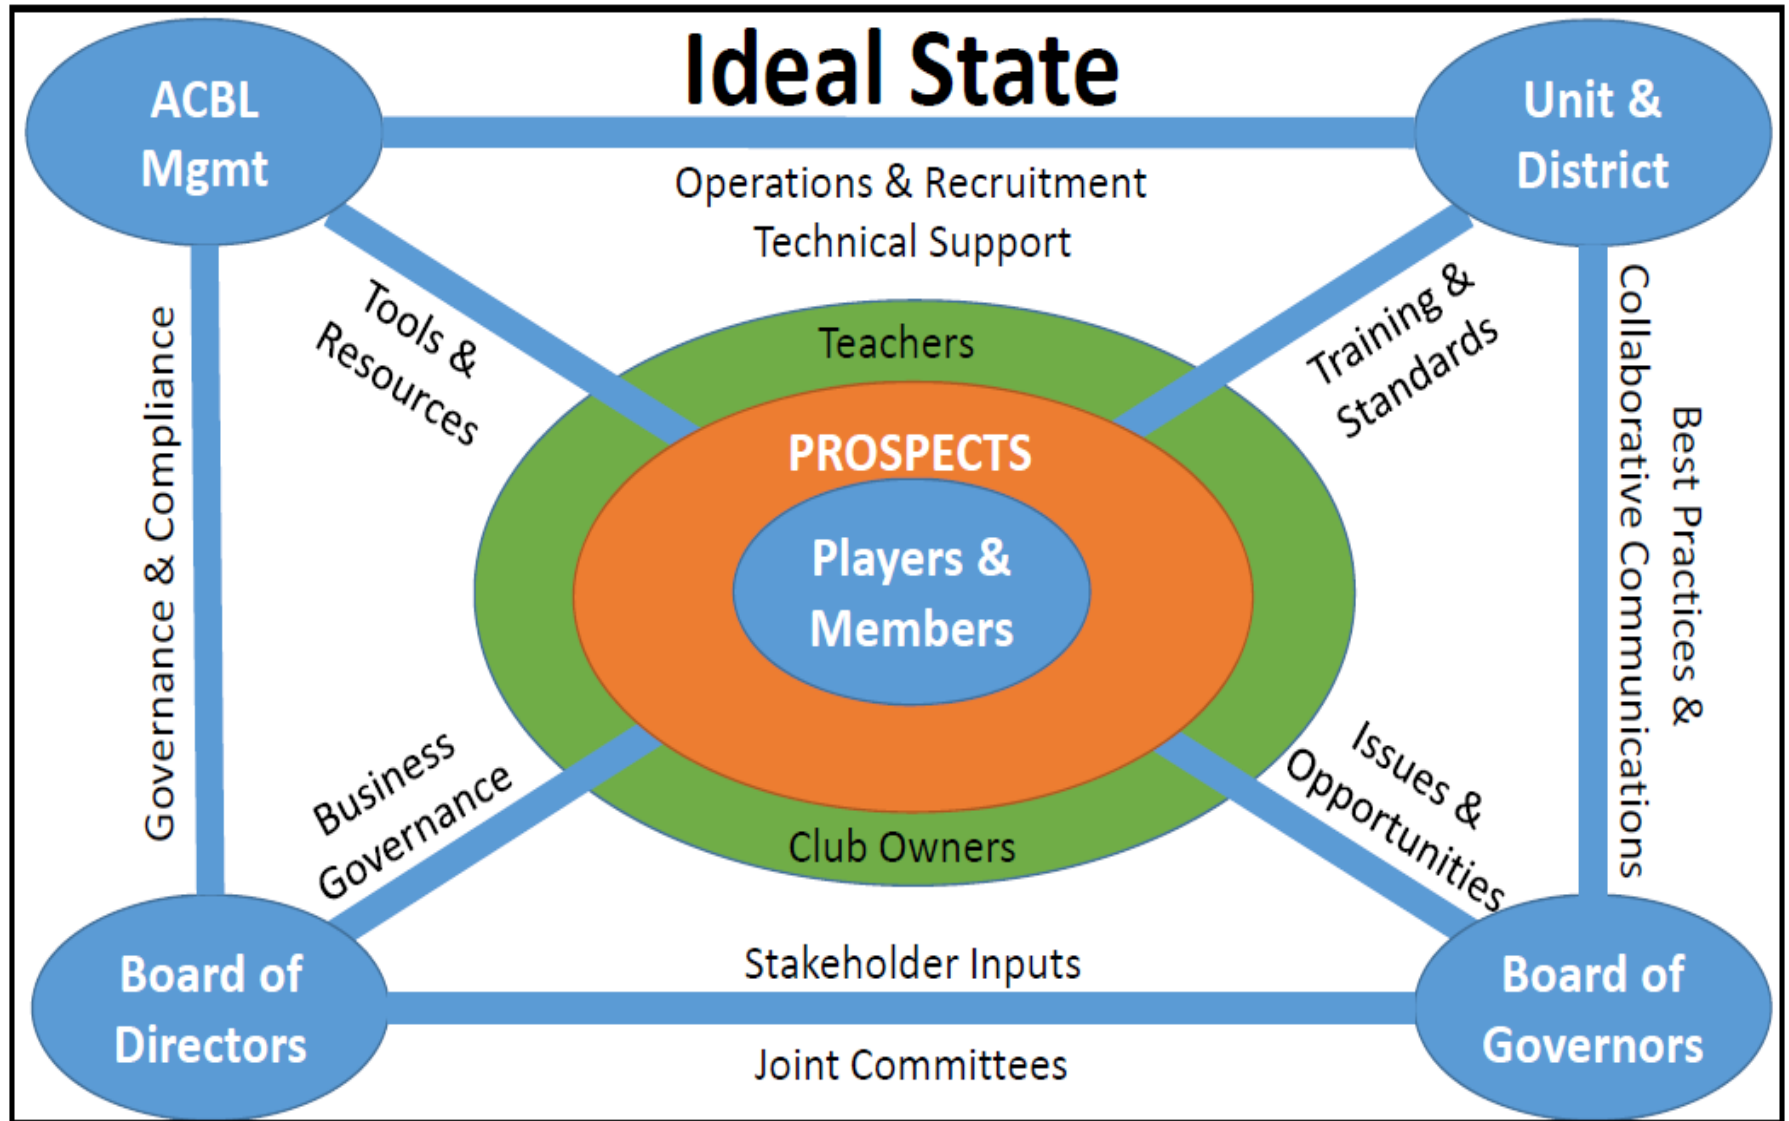 Ideal State
ACBL
Mgmt
Unit &
District
Operations & Recruitment
Technical Support
Tools &
Resources
Training &
Standards
Governance & Compliance
Best Practices &
Collaborative Communications
Teachers
PROSPECTS
Players &
Members
Club Owners
Business
Governance
Issues &
Opportunities
Board of
Directors
Stakeholder Inputs
Joint Committees
Board of
Governors